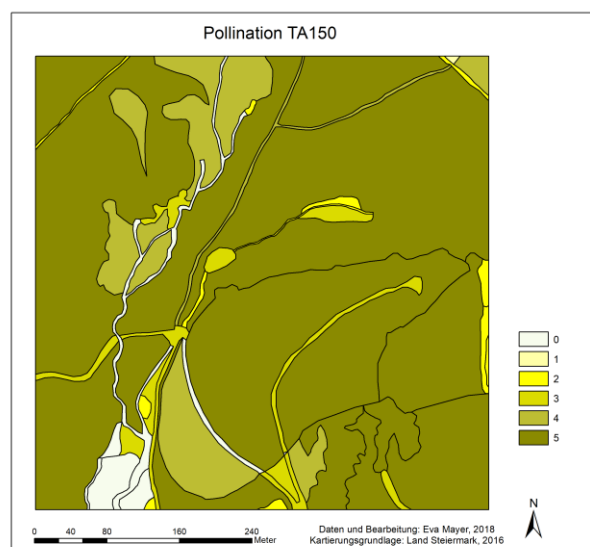 Pollination TA150
0
1
2
3
4
5
N
0 40 80 160 240
Meter
Daten und Bearbeitung: Eva Mayer, 2018
Kartierungsgrundlage: Land Steiermark, 2016